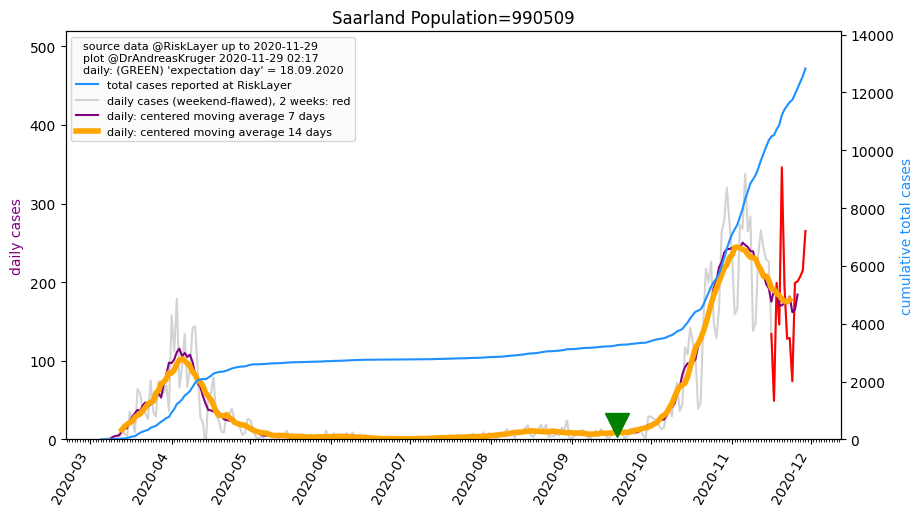 Saarland Population=990509
source data @RiskLayer up to 2020-11-29
plot @DrAndreasKruger 2020-11-29 02:17
daily: (GREEN) 'expectation day' = 18.09.2020
total cases reported at RiskLayer
daily cases (weekend-flawed), 2 weeks: red
daily: centered moving average 7 days
daily: centered moving average 14 days
daily cases
500
400
300
200
100
0
cumulative total cases
14000
12000
10000
8000
6000
4000
2000
0
2020-03
2020-04
2020-05
2020-06
2020-07
2020-08
2020-09
2020-10
2020-11
2020-12